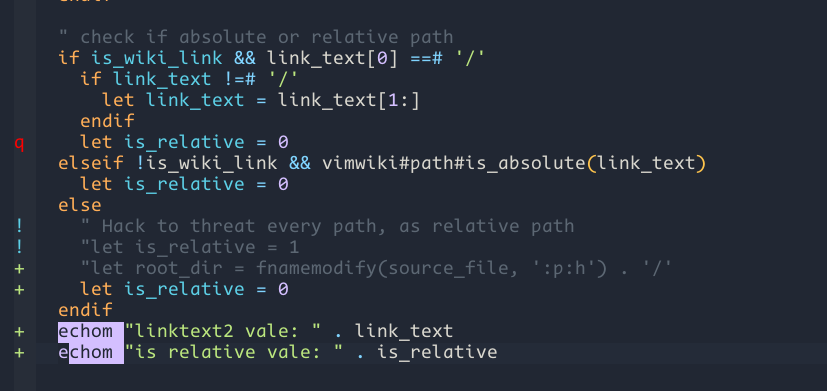 endif
" check if absolute or relative path
if is_wiki_link && link_text[0] ==# '/'
if link_text !=# '/'
let link_text = link_text[1:]
endif
q let is_relative = 0
elseif !is_wiki_link && vimwiki#path#is_absolute(link_text)
let is_relative = 0
else
! " Hack to threat every path, as relative path
! "let is_relative = 1
+ "let root_dir = fnamemodify(source_file, ':p:h') . '/'
+ let is_relative = 0
endif
+ echom "linktext2 vale: " . link_text
+ echom "is relative vale: " . is_relative